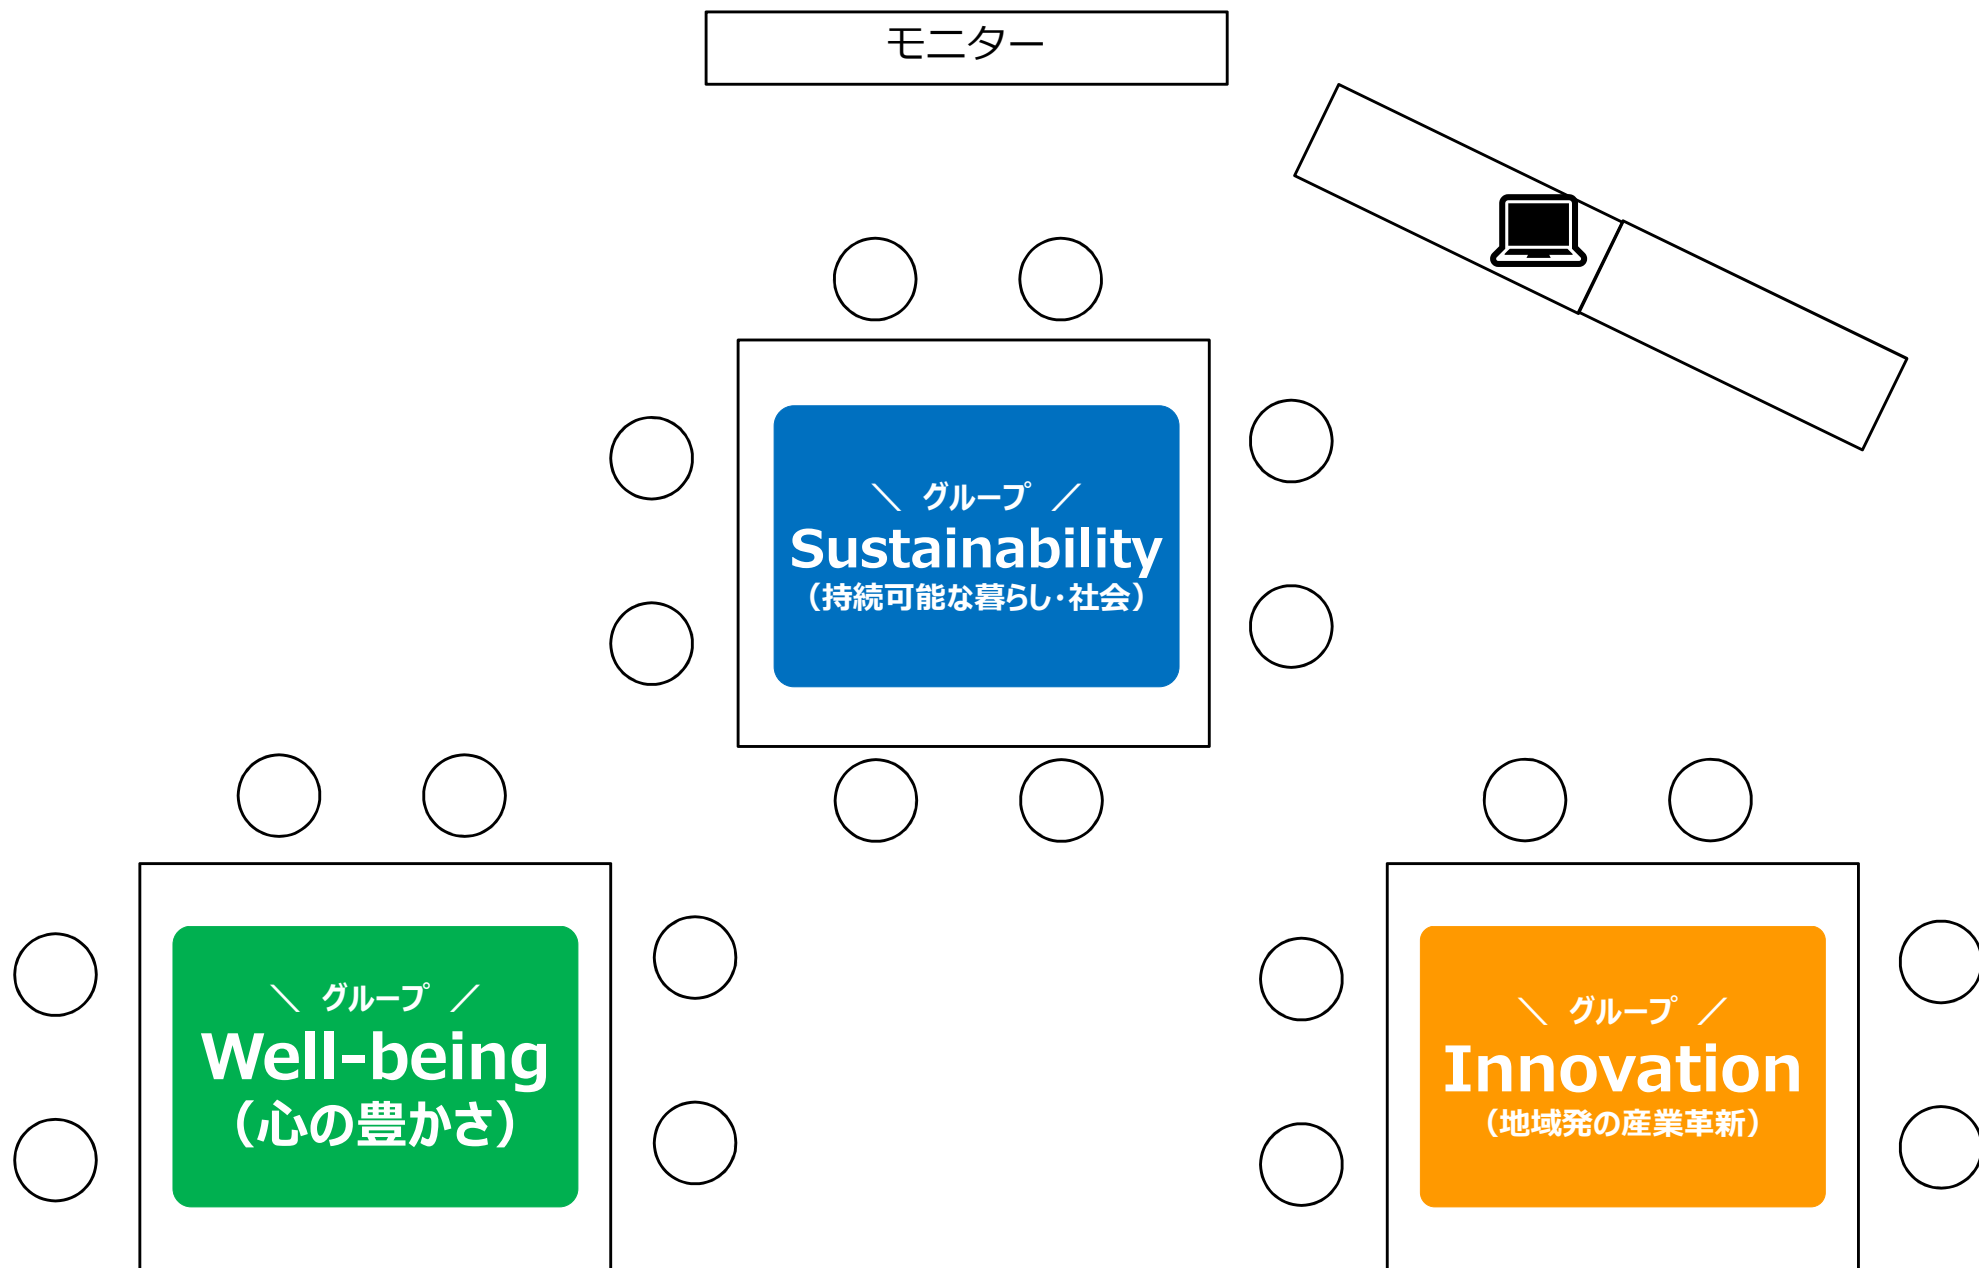 モニター
＼ グループ ／
Sustainability
（持続可能な暮らし・社会）
＼ グループ ／
Well-being
（心の豊かさ）
＼ グループ ／
Innovation
（地域発の産業革新）